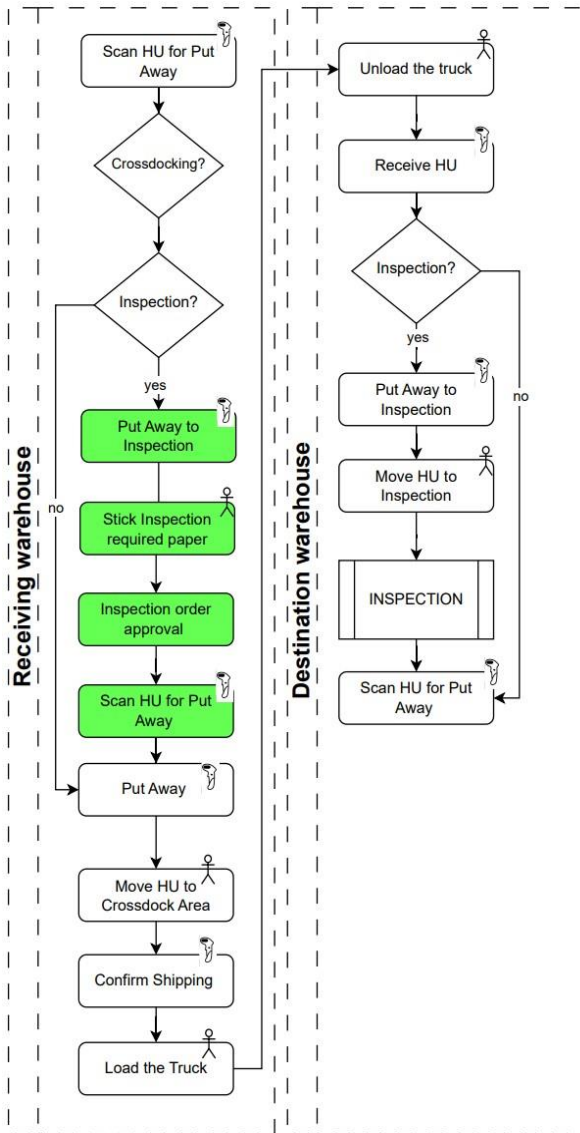 Receiving warehouse
Scan HU for Put
Away
Crossdocking?
Inspection?
yes
no
Put Away to
Inspection
Stick Inspection
required paper
Inspection order
approval
Scan HU for Put
Away
Put Away
Move HU to
Crossdock Area
Confirm Shipping
Load the Truck
Destination warehouse
Unload the truck
Receive HU
Inspection?
yes
no
Put Away to
Inspection
Move HU to
Inspection
INSPECTION
Scan HU for Put
Away